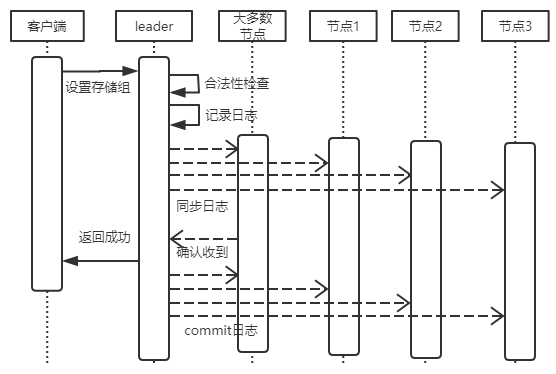 客户端
leader
大多数
节点
节点1
节点2
节点3
设置存储组
合法性检查
记录日志
同步日志
返回成功
确认收到
commit日志